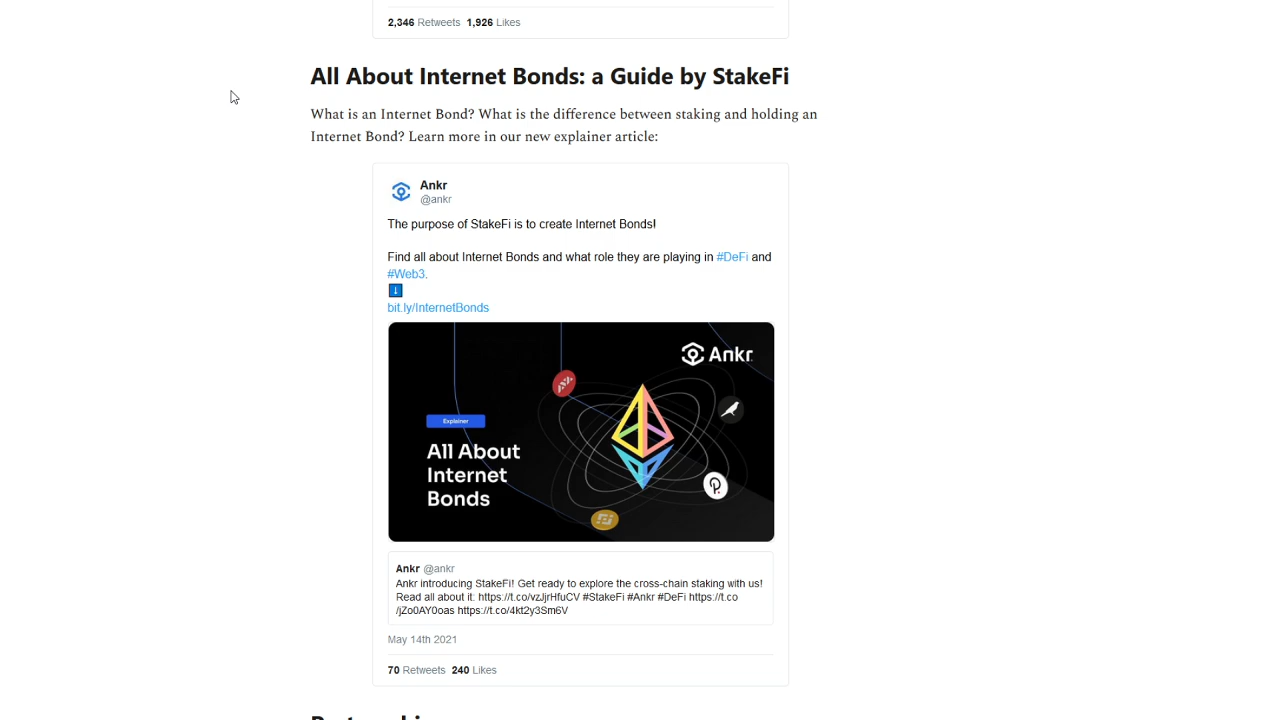 2,346 Retweets 1,926 Likes
All About Internet Bonds: a Guide by StakeFi
What is an Internet Bond? What is the difference between staking and holding an
Internet Bond? Learn more in our new explainer article:
Ankr
@ankr
The purpose of StakeFi is to create Internet Bonds!
Find all about Internet Bonds and what role they are playing in #DeFi and
#Web3.
bit.ly/InternetBonds
Ankr
Explainer
All About
Internet
Bonds
Ankr @ankr
Ankr introducing StakeFi! Get ready to explore the cross-chain staking with us!
Read all about it: https://t.co/vzJjrHfuCV #StakeFi #Ankr #DeFi https://t.co
/jZo0AY0oas https://t.co/4kt2y3Sm6V
May 14th 2021
70 Retweets 240 Likes